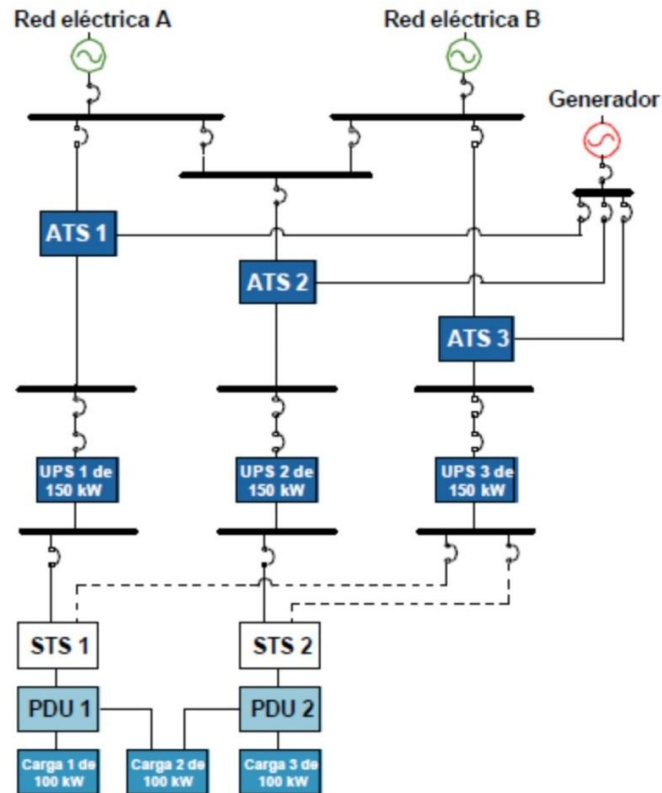 Red eléctrica A
Red eléctrica B
Generador
ATS 1
ATS 2
ATS 3
UPS 1 de
150 kW
UPS 2 de
150 kW
UPS 3 de
150 kW
STS 1
STS 2
PDU 1
PDU 2
Carga 1 de
100 kW
Carga 2 de
100 kW
Carga 3 de
100 kW